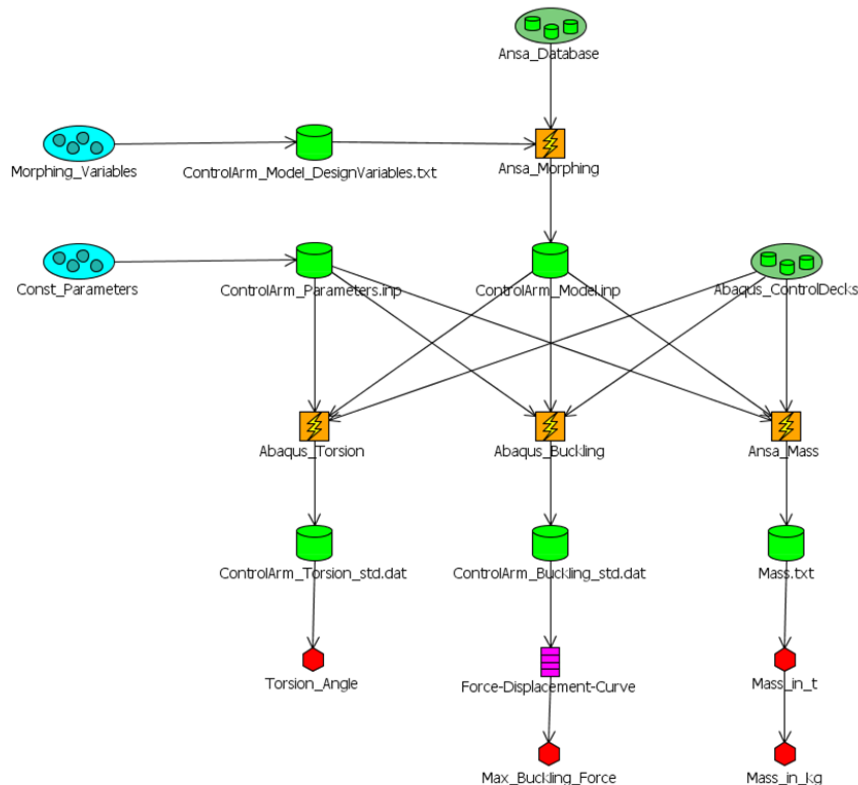 Ansa_Database
Morphing_Variables
ControlArm_Model_DesignVariables.txt
Ansa_Morphing
Const_Parameters
ControlArm_Parameters.inp
ControlArm_Model.inp
Abaqus_ControlDecks
Abaqus_Torsion
Abaqus_Buckling
Ansa_Mass
ControlArm_Torsion_std.dat
ControlArm_Buckling_std.dat
Mass.txt
Torsion_Angle
Force-Displacement-Curve
Mass_in_t
Max_Buckling_Force
Mass_in_kg